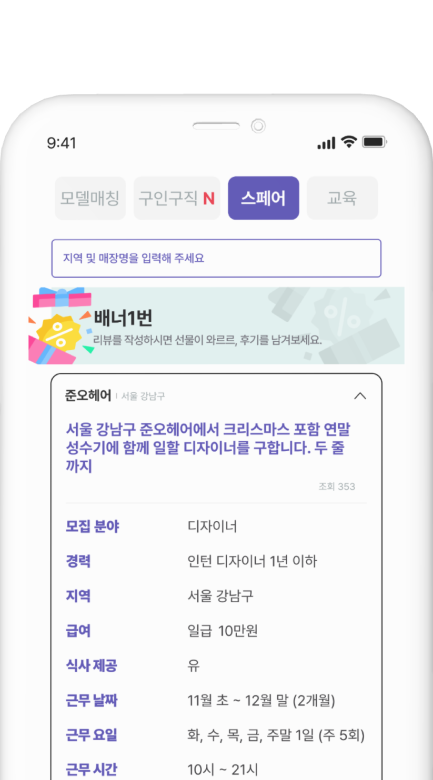 9:41
모델매칭 구인구직 N 스페어 교육
지역 및 매장명을 입력해 주세요
배너1번
리뷰를 작성하시면 선물이 와르르, 후기를 남겨보세요.
준오헤어 서울 강남구
서울 강남구 준오헤어에서 크리스마스 포함 연말
성수기에 함께 일할 디자이너를 구합니다. 두 줄
까지
조회 353
모집 분야 디자이너
경력 인턴 디자이너 1년 이하
지역 서울 강남구
급여 일급 10만원
식사 제공 유
근무 날짜 11월 초 ~ 12월 말 (2개월)
근무 요일 화, 수, 목, 금, 주말 1일 (주 5회)
근무 시간 10시 ~ 21시